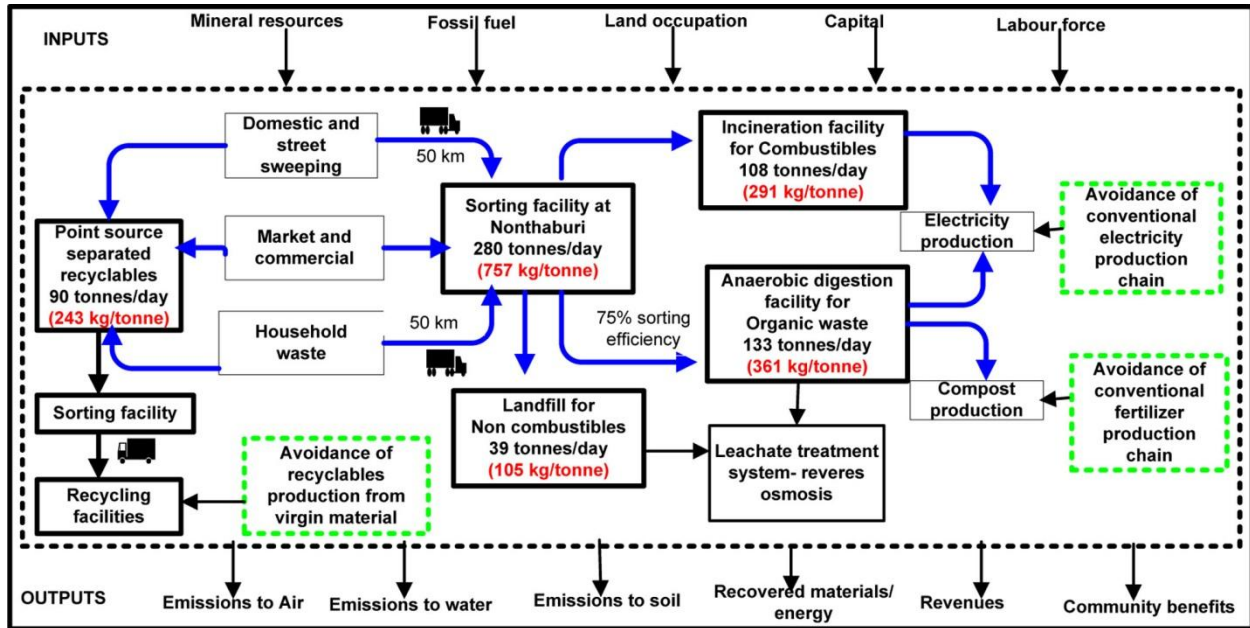 INPUTS
Mineral resources
Fossil fuel
Land occupation
Capital
Labour force
Domestic and
street
sweeping
50 km
Incineration facility
for Combustibles
108 tonnes/day
(291 kg/tonne)
Point source
separated
recyclables
90 tonnes/day
(243 kg/tonne)
Market and
commercial
Sorting facility at
Nonthaburi
280 tonnes/day
(757 kg/tonne)
Electricity
production
Avoidance of
conventional
electricity
production
chain
Household
waste
50 km
75% sorting
efficiency
Anaerobic digestion
facility for
Organic waste
133 tonnes/day
(361 kg/tonne)
Compost
production
Avoidance of
conventional
fertilizer
production
chain
Sorting facility
Landfill for
Non combustibles
39 tonnes/day
(105 kg/tonne)
Leachate treatment
system- reveres
osmosis
Recycling
facilities
Avoidance of
recyclables
production from
virgin material
OUTPUTS
Emissions to Air
Emissions to water
Emissions to soil
Recovered materials/
energy
Revenues
Community benefits